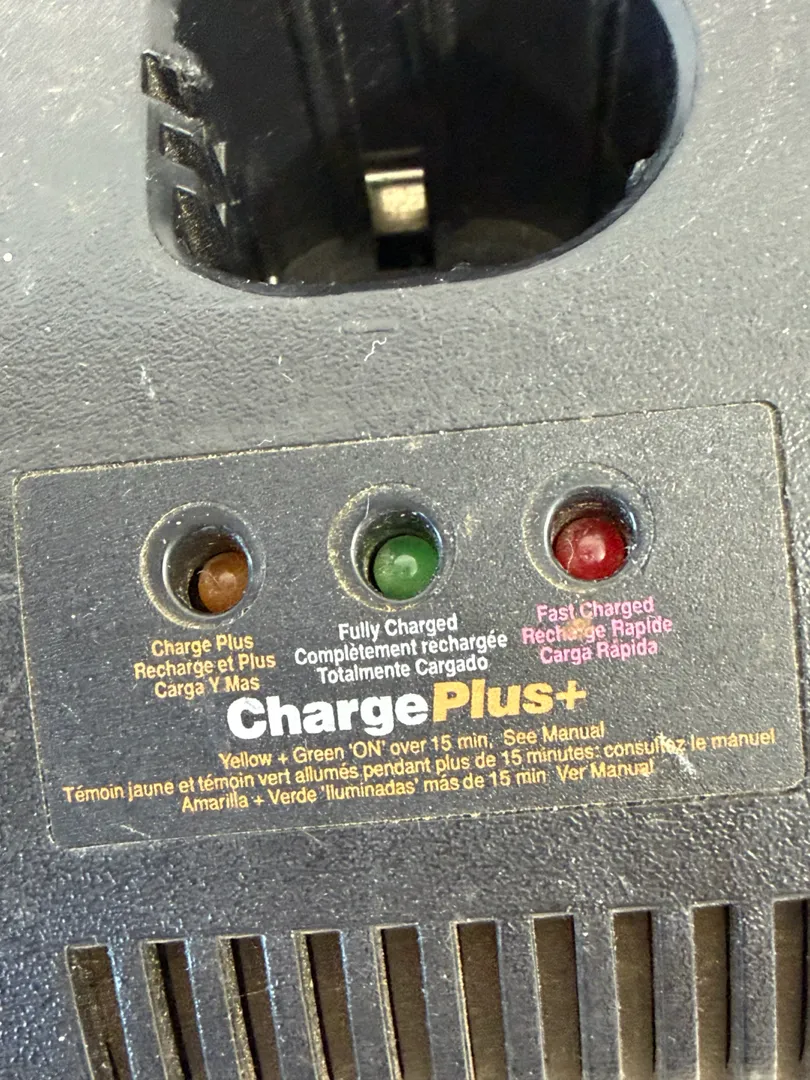 Charge Plus
Recharge et Plus
Carga Y Mas
Fully Charged
Complètement rechargée
Totalmente Cargado
Fast Charged
Recharge Rapide
Carga Rápida
ChargePlus+
Yellow + Green 'ON' over 15 min, See Manual
Témoin jaune et témoin vert allumés pendant plus de 15 minutes: consultez le manuel
Amarilla + Verde 'Iluminadas' más de 15 min Ver Manual